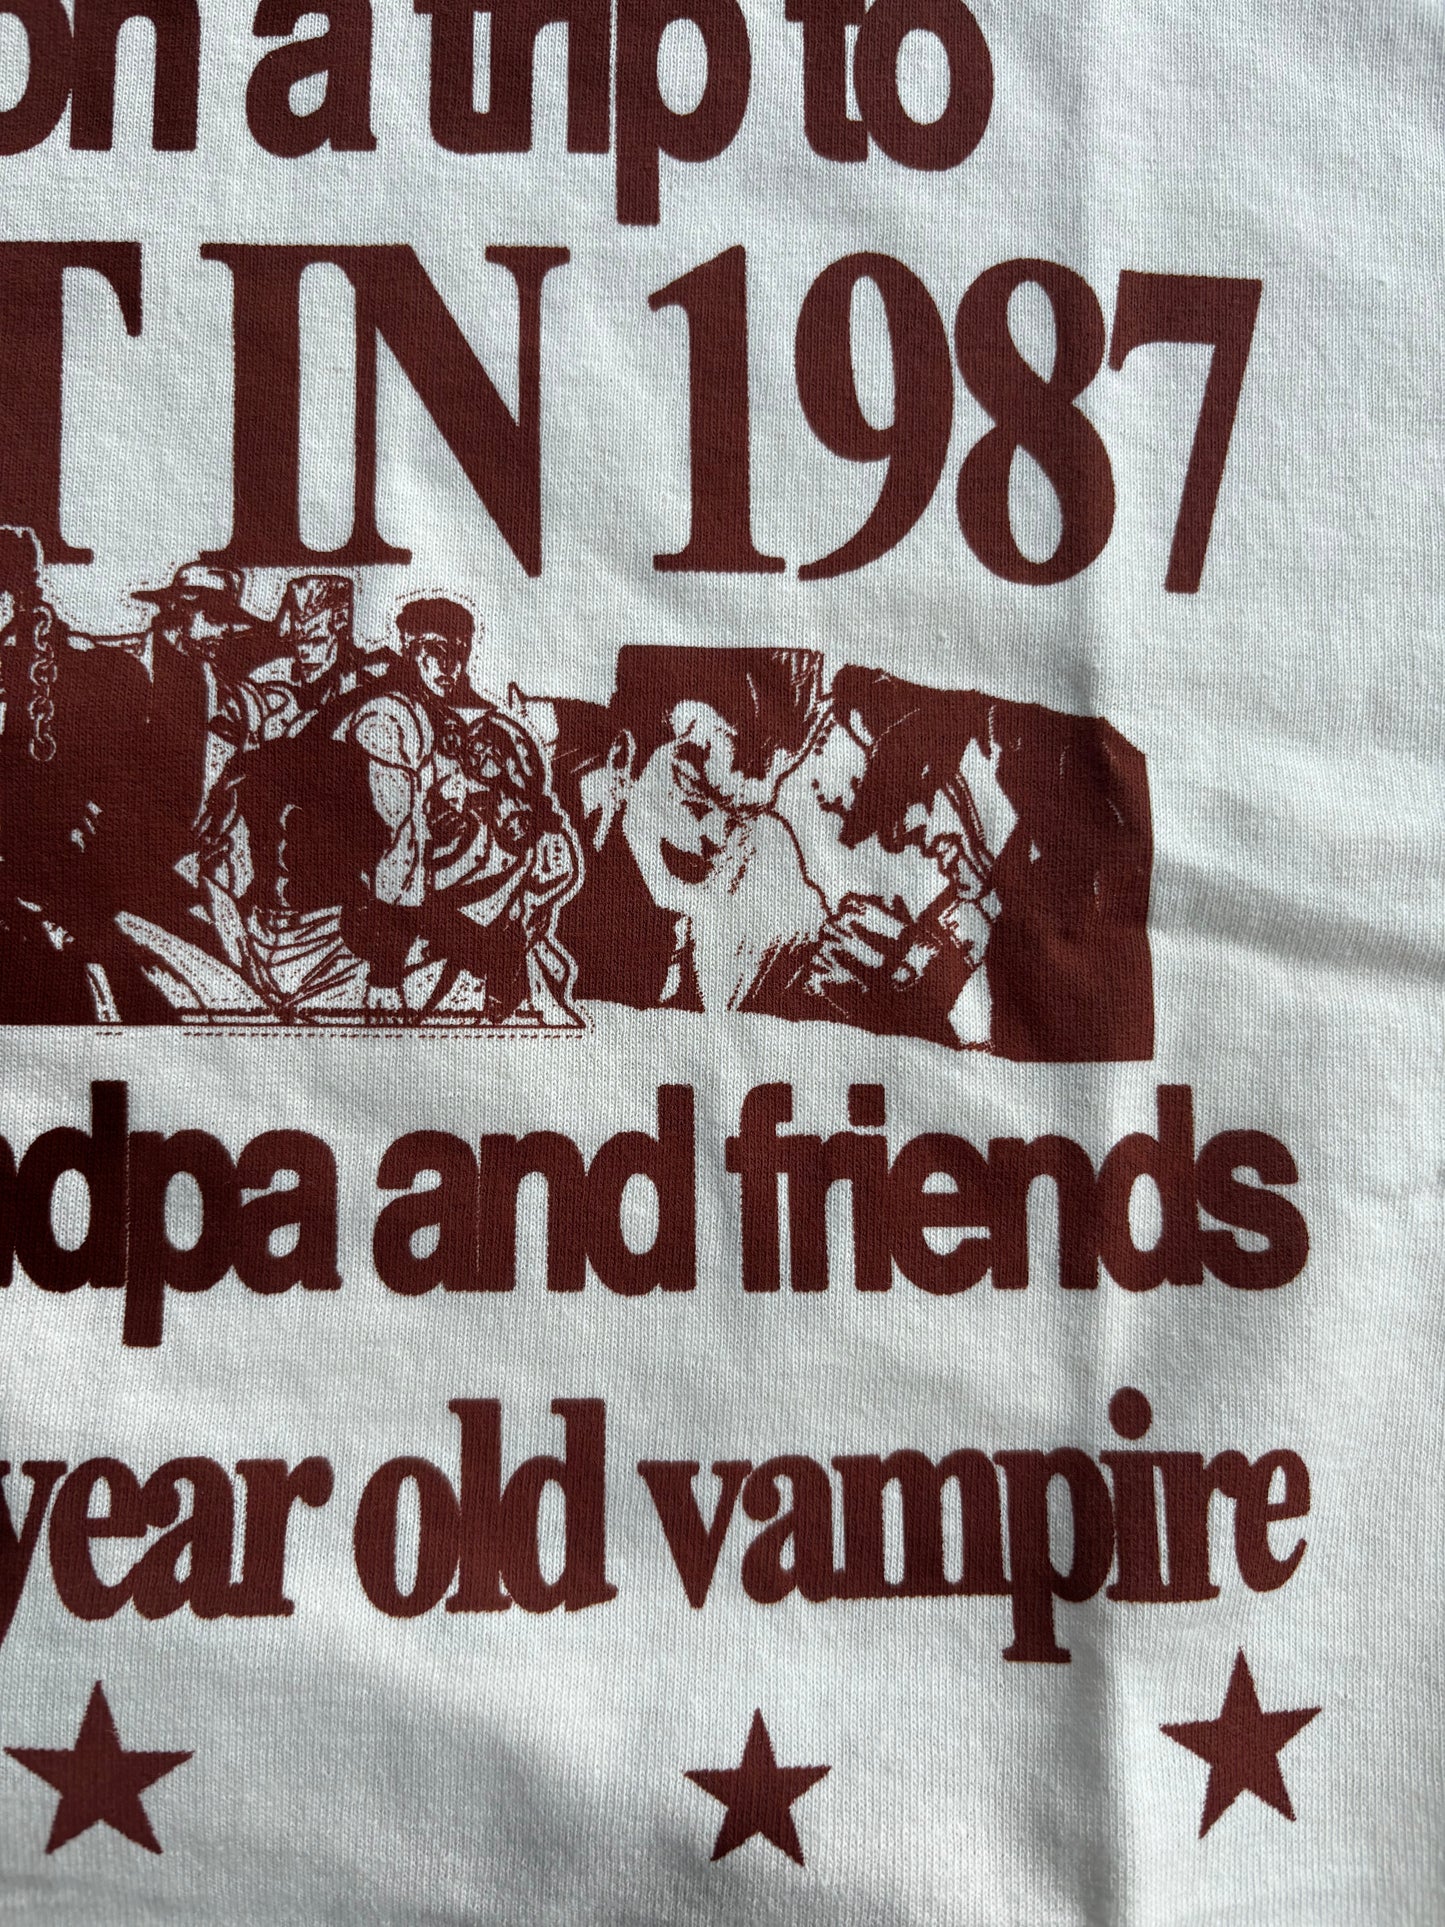 on a trip to
T IN 1987
ndpa and friends
year old vampire